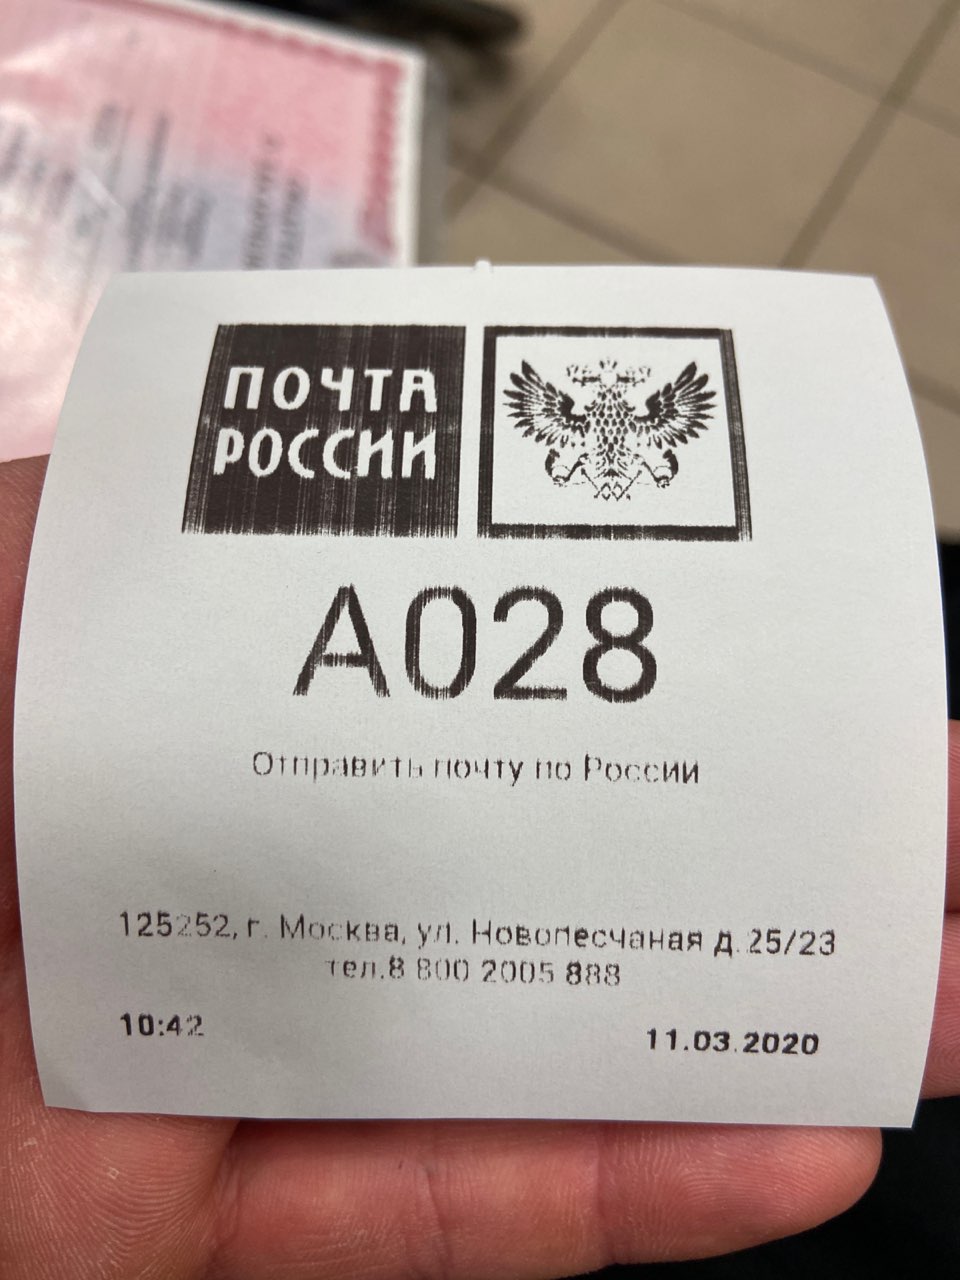 ПОЧТА
РОССИИ
А028
Отправить почту по России
125252, г. Москва, ул. Новопесчаная д.25/23
тел.8 800 2005 888
10:42
11.03.2020